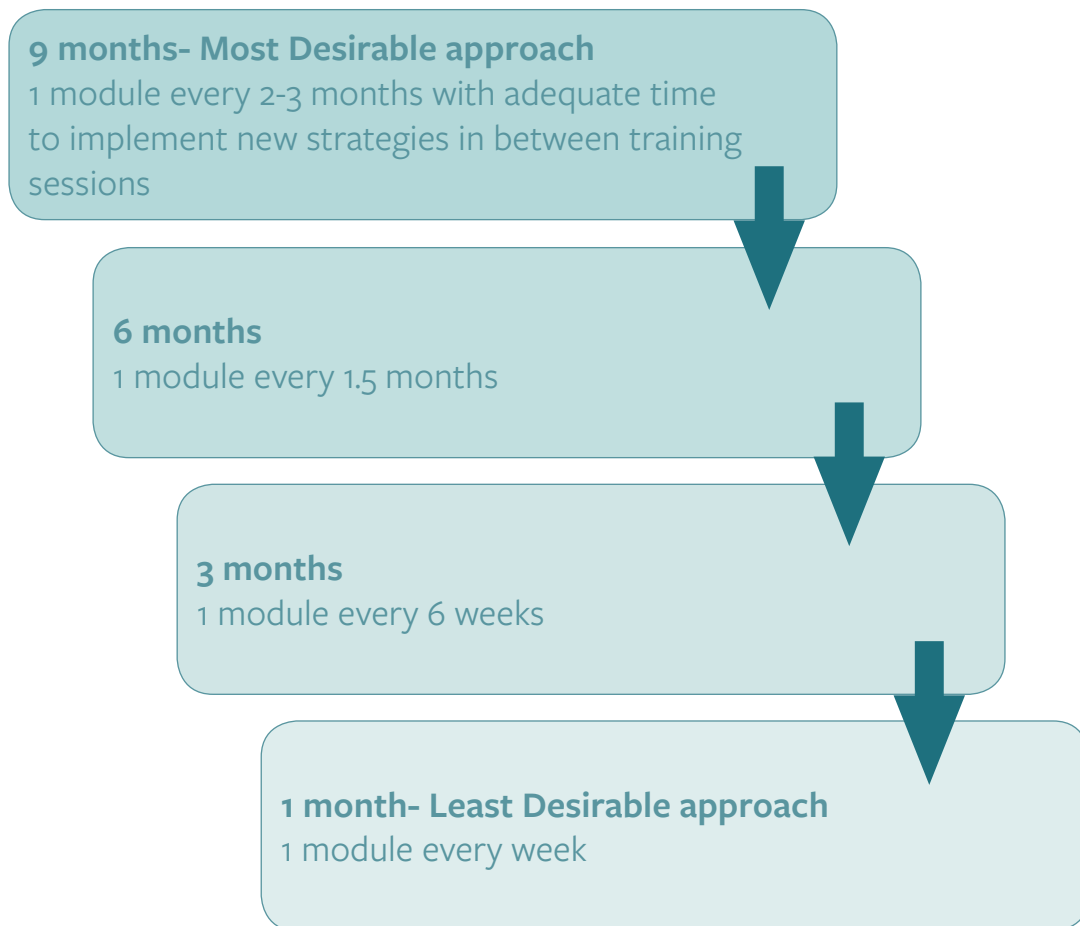 9 months- Most Desirable approach
1 module every 2-3 months with adequate time
to implement new strategies in between training
sessions
6 months
1 module every 1.5 months
3 months
1 module every 6 weeks
1 month- Least Desirable approach
1 module every week